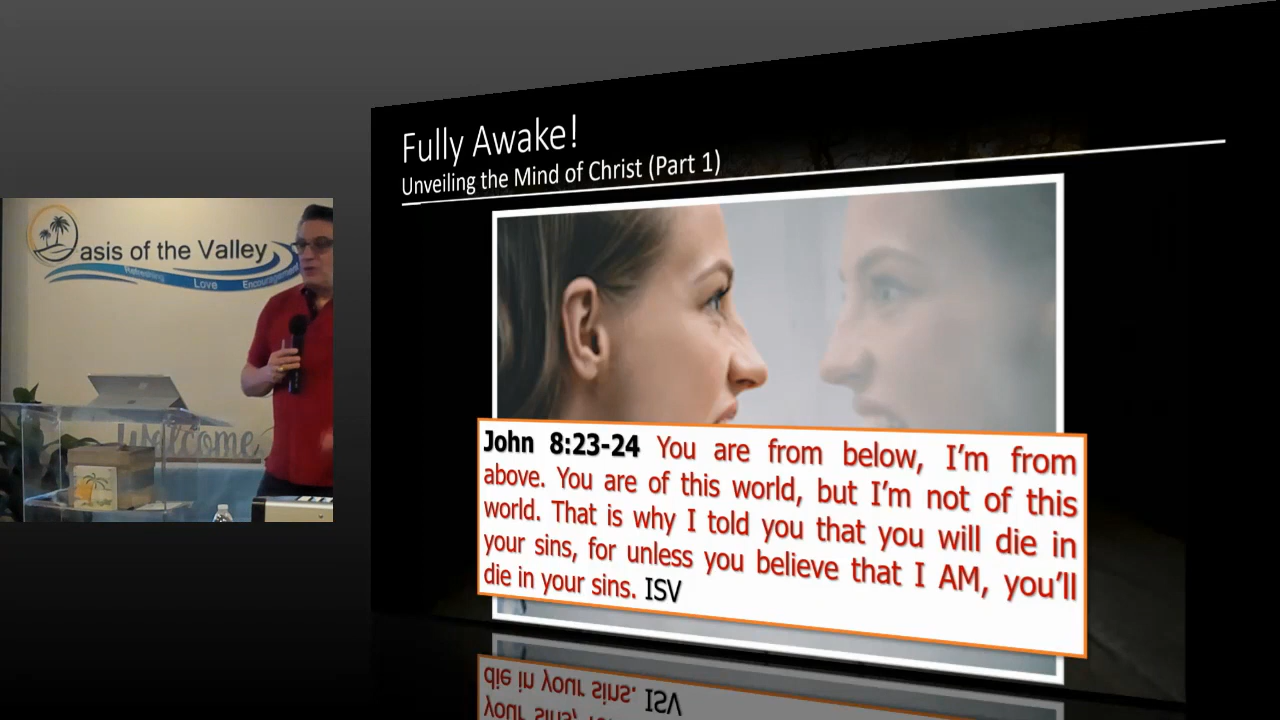 Fully Awake!
Unveiling the Mind of Christ (Part 1)
asis of the Valley
Refreshing
Love
Encouragement
Welcome
John 8:23-24 You are from below, I'm from
above. You are of this world, but I'm not of this
world. That is why I told you that you will die in
your sins, for unless you believe that I AM, you'll
die in your sins. ISV
die in your sins. ISV